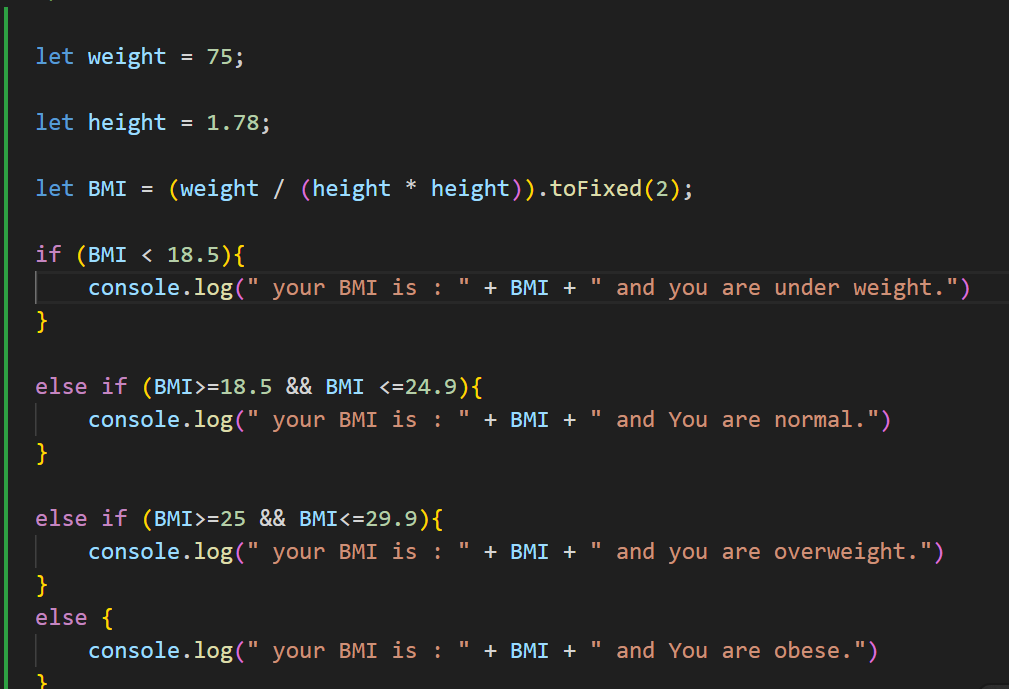 let weight = 75;
let height = 1.78;
let BMI = (weight / (height * height)).toFixed(2);
if (BMI < 18.5){
    console.log(" your BMI is : " + BMI + " and you are under weight.")
}
else if (BMI>=18.5 && BMI <=24.9){
    console.log(" your BMI is : " + BMI + " and You are normal.")
}
else if (BMI>=25 && BMI<=29.9){
    console.log(" your BMI is : " + BMI + " and you are overweight.")
}
else {
    console.log(" your BMI is : " + BMI + " and You are obese.")
}